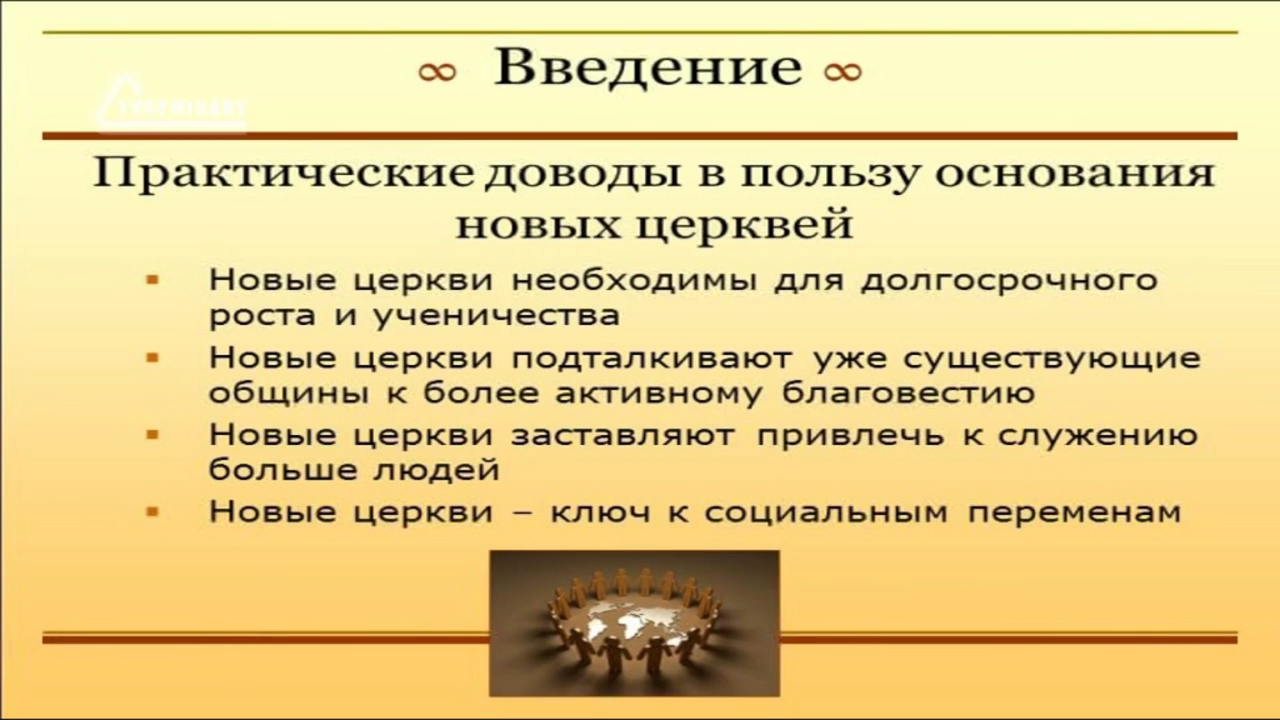 ∞ Введение ∞
Практические доводы в пользу основания
новых церквей
▪ Новые церкви необходимы для долгосрочного
роста и ученичества
▪ Новые церкви подталкивают уже существующие
общины к более активному благовестию
▪ Новые церкви заставляют привлечь к служению
больше людей
▪ Новые церкви – ключ к социальным переменам